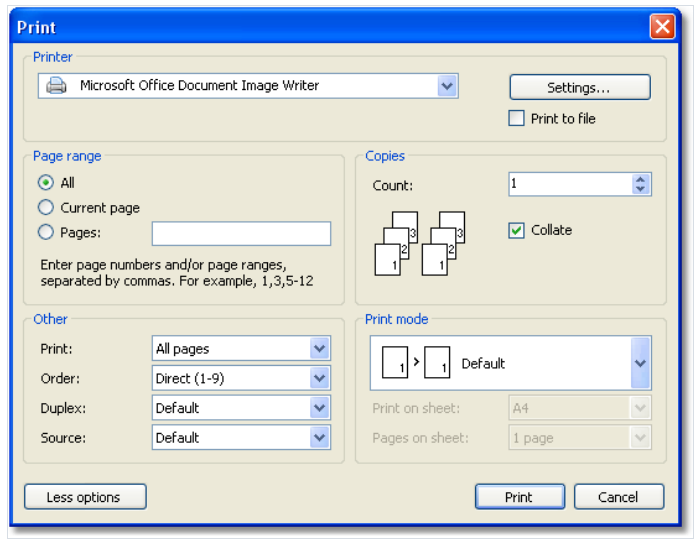 Print
Printer
Microsoft Office Document Image Writer
Settings...
Print to file
Page range
All
Current page
Pages:
Enter page numbers and/or page ranges,
separated by commas. For example, 1,3,5-12
Copies
Count:
1
3 3
2 2
1 1
Collate
Other
Print:
All pages
Order:
Direct (1-9)
Duplex:
Default
Source:
Default
Print mode
1 > 1 Default
Print on sheet:
A4
Pages on sheet:
1 page
Less options
Print
Cancel